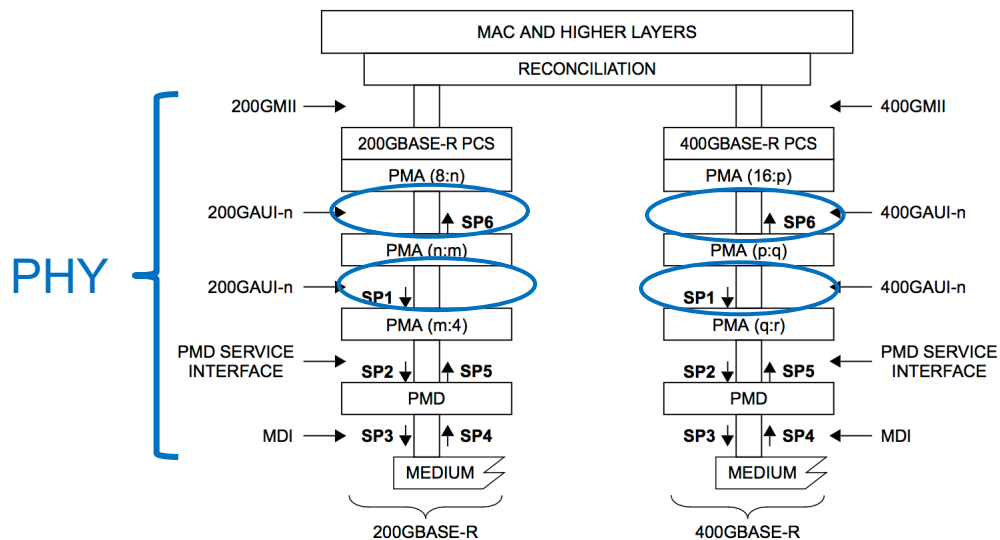 MAC AND HIGHER LAYERS
RECONCILIATION
200GMII
400GMII
200GBASE-R PCS
400GBASE-R PCS
PMA (8:n)
PMA (16:p)
200GAUI-n
SP6
SP6
400GAUI-n
PMA (n:m)
PMA (p:q)
PHY
200GAUI-n
SP1
SP1
400GAUI-n
PMA (m:4)
PMA (q:r)
PMD SERVICE
INTERFACE
SP2
SP5
SP2
SP5
PMD SERVICE
INTERFACE
PMD
PMD
MDI
SP3
SP4
SP3
SP4
MDI
MEDIUM
MEDIUM
200GBASE-R
400GBASE-R